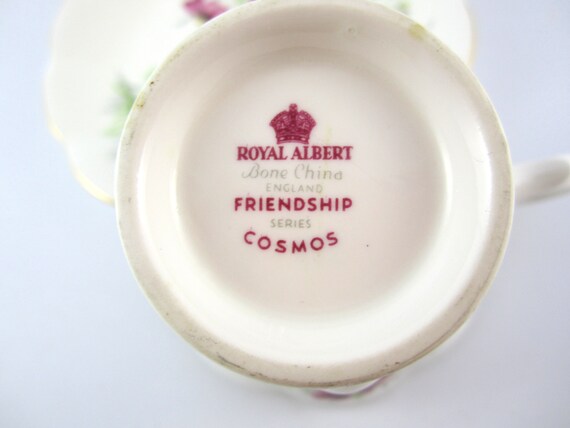 ROYAL ALBERT
Bone China
ENGLAND
FRIENDSHIP
SERIES
COSMOS